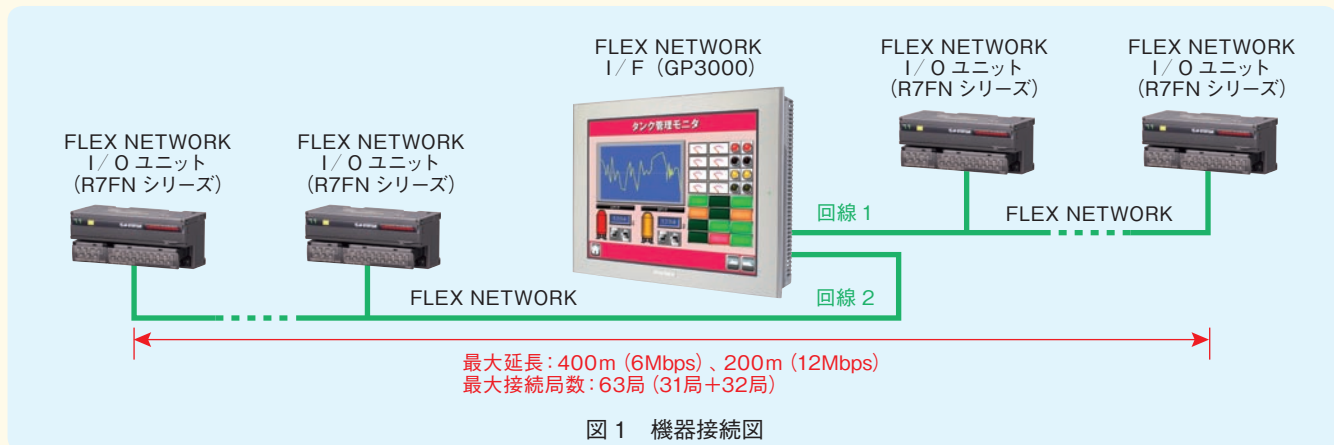 FLEX NETWORK
I/O ユニット
（R7FN シリーズ）
FLEX NETWORK
I/O ユニット
（R7FN シリーズ）
FLEX NETWORK
I/F（GP3000）
FLEX NETWORK
I/O ユニット
（R7FN シリーズ）
FLEX NETWORK
I/O ユニット
（R7FN シリーズ）
タンク管理モニタ
回線 1
FLEX NETWORK
回線 2
FLEX NETWORK
最大延長：400m（6Mbps）、200m（12Mbps）
最大接続局数：63局（31局＋32局）
図 1　機器接続図